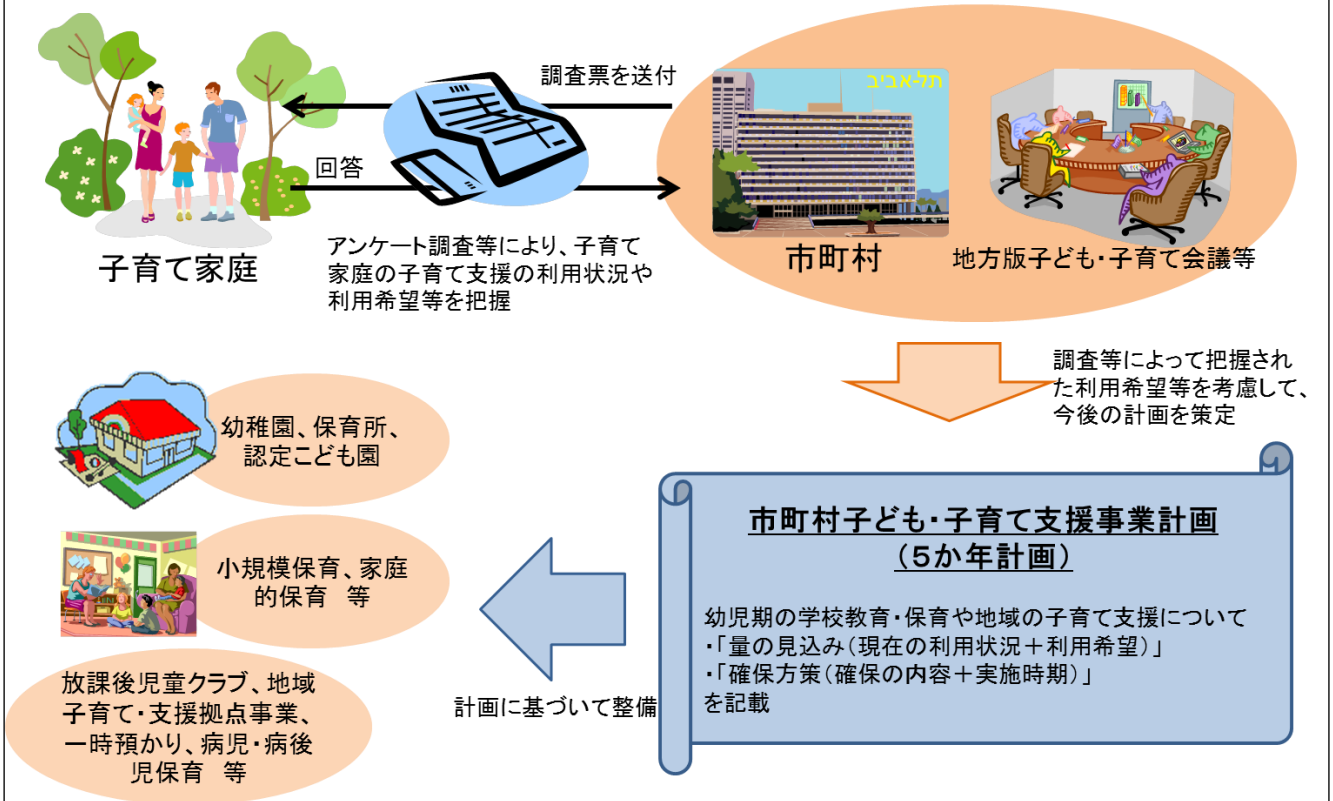 調査票を送付
תל-אביב
回答
子育て家庭
アンケート調査等により、子育て
家庭の子育て支援の利用状況や
利用希望等を把握
市町村
地方版子ども・子育て会議等
調査等によって把握され
た利用希望等を考慮して、
今後の計画を策定
幼稚園、保育所、
認定こども園
小規模保育、家庭
的保育　等
放課後児童クラブ、地域
子育て・支援拠点事業、
一時預かり、病児・病後
児保育　等
計画に基づいて整備
市町村子ども・子育て支援事業計画
（５か年計画）
幼児期の学校教育・保育や地域の子育て支援について
・「量の見込み（現在の利用状況＋利用希望）」
・「確保方策（確保の内容＋実施時期）」
を記載